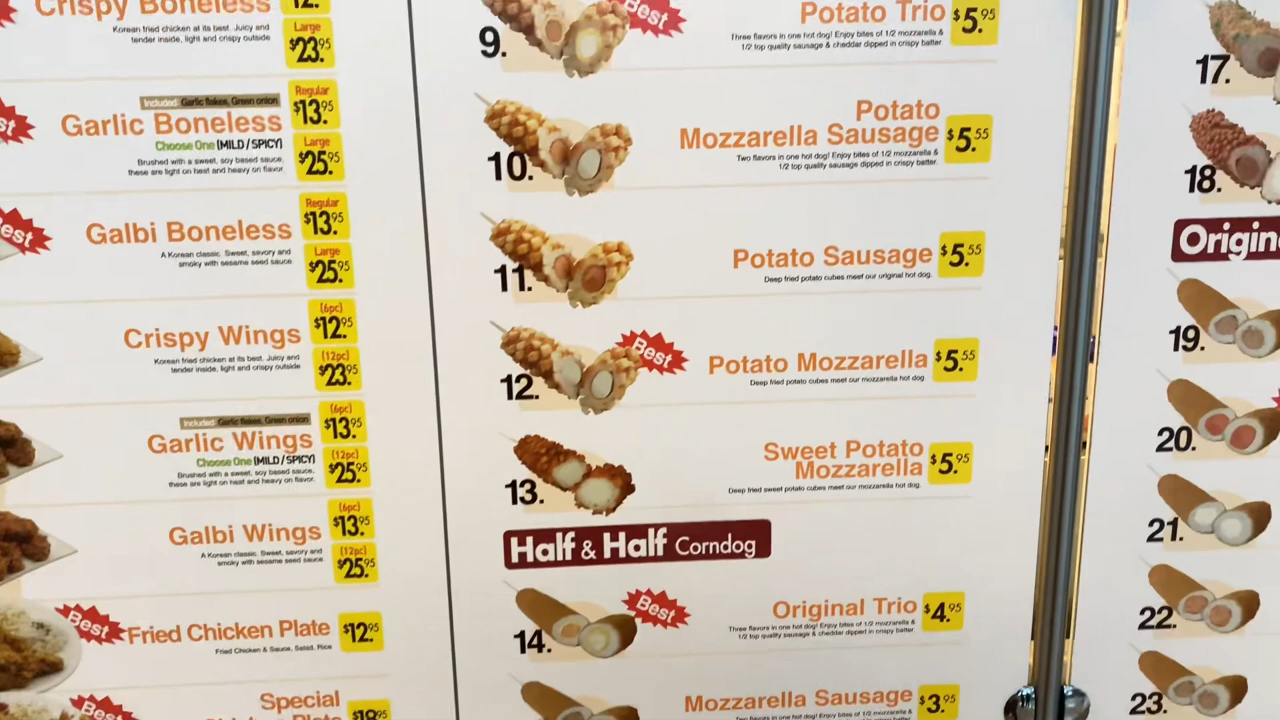 Crispy Boneless
12.
Korean fried chicken at its best. Juicy and
tender inside, light and crispy outside
Large
$23.95
Best
Included: Garlic flakes, Green onion
Garlic Boneless
Choose One (MILD / SPICY)
Brushed with a sweet, soy based sauce,
these are light on heat and heavy on flavor.
Regular
$13.95
Large
$25.95
Best
Galbi Boneless
A Korean classic. Sweet, savory and
smoky with sesame seed sauce
Regular
$13.95
Large
$25.95
Crispy Wings
Korean fried chicken at its best. Juicy and
tender inside, light and crispy outside
(6pc)
$12.95
(12pc)
$23.95
Included: Garlic flakes, Green onion
Garlic Wings
Choose One (MILD / SPICY)
Brushed with a sweet, soy based sauce,
these are light on heat and heavy on flavor.
(6pc)
$13.95
(12pc)
$25.95
Galbi Wings
A Korean classic. Sweet, savory and
smoky with sesame seed sauce
(6pc)
$13.95
(12pc)
$25.95
Best
Fried Chicken Plate
$12.95
Fried Chicken & Sauce, Salad, Rice
Best
Special
9.
Best
Potato Trio
$5.95
Three flavors in one hot dog! Enjoy bites of 1/2 mozzarella &
1/2 top quality sausage & cheddar dipped in crispy batter.
10.
Potato
Mozzarella Sausage
$5.55
Two flavors in one hot dog! Enjoy bites of 1/2 mozzarella &
1/2 top quality sausage dipped in crispy batter.
11.
Potato Sausage
$5.55
Deep fried potato cubes meet our original hot dog.
12.
Best
Potato Mozzarella
$5.55
Deep fried potato cubes meet our mozzarella hot dog.
13.
Sweet Potato
Mozzarella
$5.95
Deep fried sweet potato cubes meet our mozzarella hot dog.
Half & Half Corndog
14.
Best
Original Trio
$4.95
Three flavors in one hot dog! Enjoy bites of 1/2 mozzarella &
1/2 top quality sausage & cheddar dipped in crispy batter.
Mozzarella Sausage
$3.95
17.
18.
Origin
19.
20.
21.
22.
23.